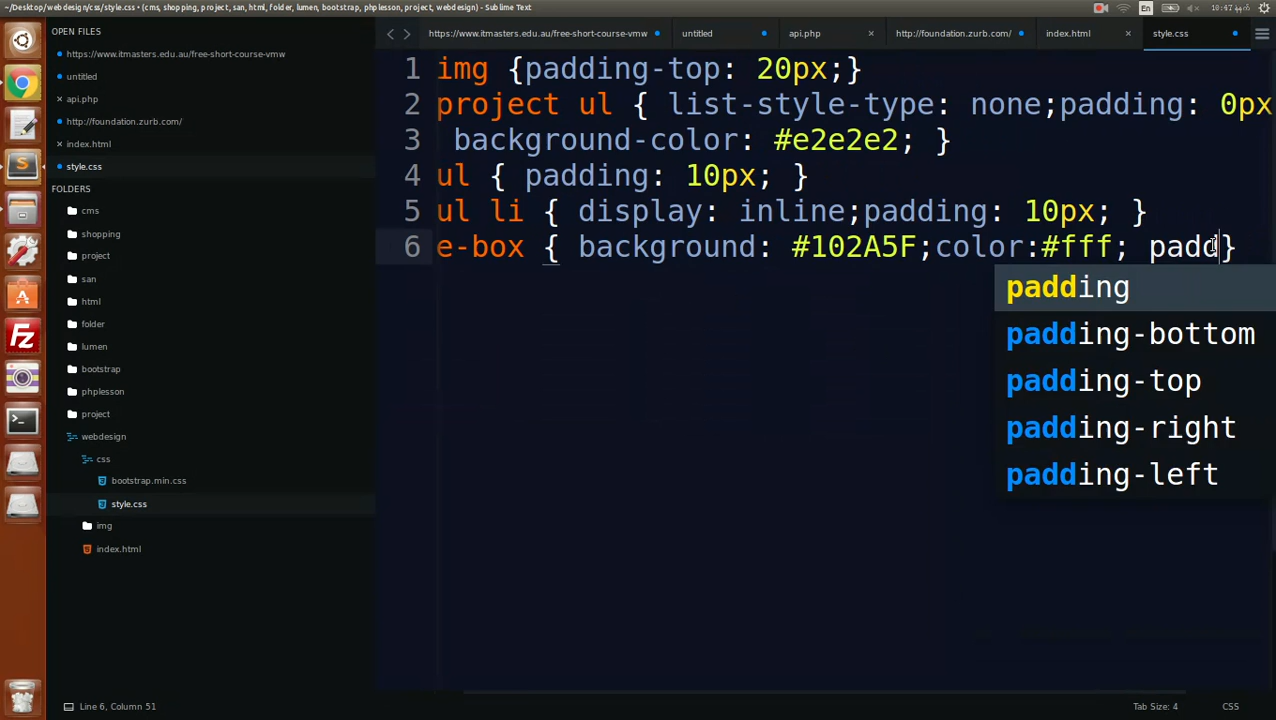 ~/Desktop/webdesign/css/style.css • (cms, shopping, project, san, html, folder, lumen, bootstrap, phplesson, project, webdesign) - Sublime Text
En
OPEN FILES
https://www.itmasters.edu.au/free-short-course-vmw
untitled
api.php
http://foundation.zurb.com/
index.html
style.css
FOLDERS
cms
shopping
project
san
html
folder
lumen
bootstrap
phplesson
project
webdesign
css
bootstrap.min.css
style.css
img
index.html
https://www.itmasters.edu.au/free-short-course-vmw
untitled
api.php
http://foundation.zurb.com/
index.html
style.css
1 img {padding-top: 20px;}
2 project ul { list-style-type: none;padding: 0px
3 background-color: #e2e2e2; }
4 ul { padding: 10px; }
5 ul li { display: inline;padding: 10px; }
6 e-box { background: #102A5F;color:#fff; padd}
padding
padding-bottom
padding-top
padding-right
padding-left
Line 6, Column 51
Tab Size: 4
CSS